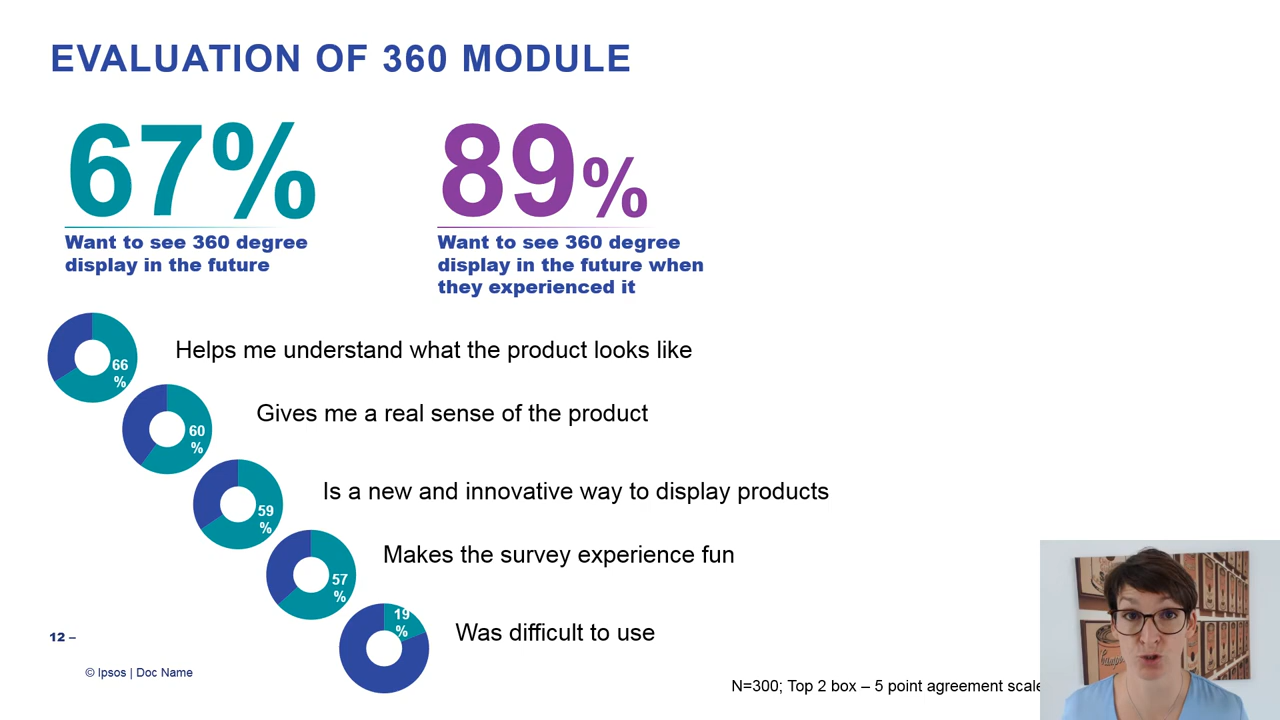 EVALUATION OF 360 MODULE
67%
Want to see 360 degree
display in the future
89%
Want to see 360 degree
display in the future when
they experienced it
66
%
Helps me understand what the product looks like
60
%
Gives me a real sense of the product
59
%
Is a new and innovative way to display products
57
%
Makes the survey experience fun
19
%
Was difficult to use
12 –
© Ipsos | Doc Name
N=300; Top 2 box – 5 point agreement scale